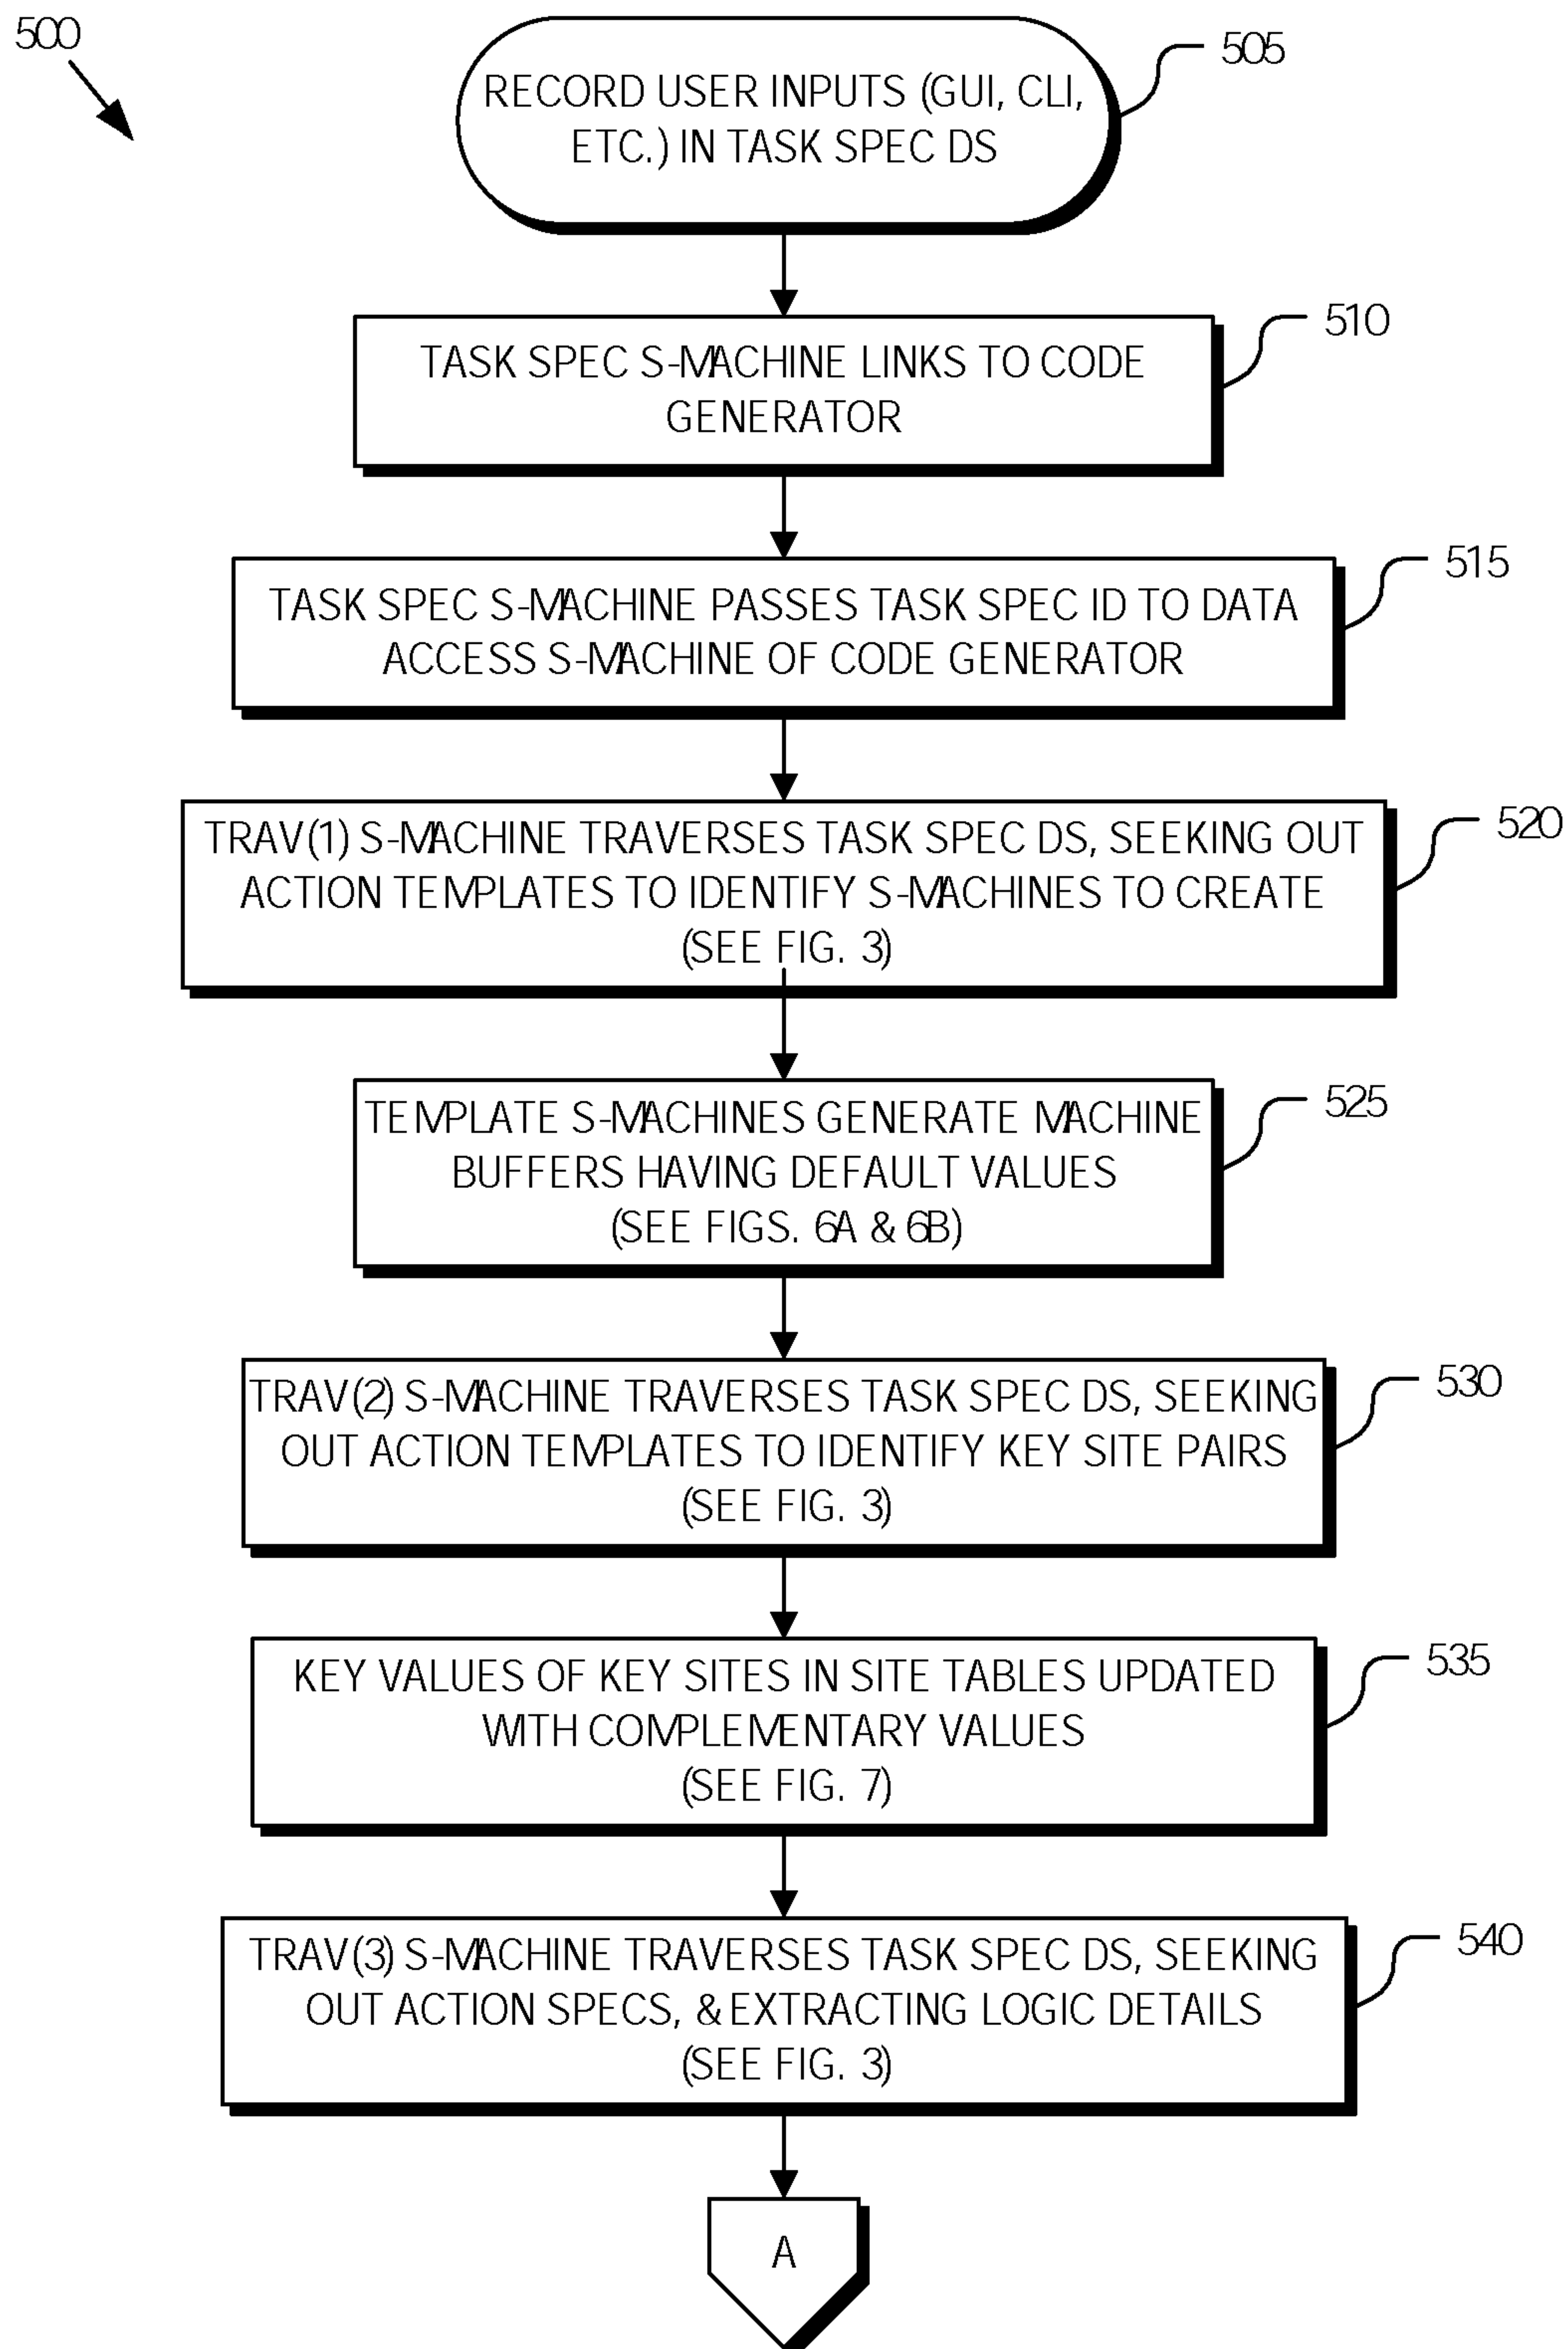 500
505
RECORD USER INPUTS (GUI, CLI,
ETC.) IN TASK SPEC DS
510
TASK SPEC S-MACHINE LINKS TO CODE
GENERATOR
515
TASK SPEC S-MACHINE PASSES TASK SPEC ID TO DATA
ACCESS S-MACHINE OF CODE GENERATOR
520
TRAV(1) S-MACHINE TRAVERSES TASK SPEC DS, SEEKING OUT
ACTION TEMPLATES TO IDENTIFY S-MACHINES TO CREATE
(SEE FIG. 3)
525
TEMPLATE S-MACHINES GENERATE MACHINE
BUFFERS HAVING DEFAULT VALUES
(SEE FIGS. 6A & 6B)
530
TRAV(2) S-MACHINE TRAVERSES TASK SPEC DS, SEEKING
OUT ACTION TEMPLATES TO IDENTIFY KEY SITE PAIRS
(SEE FIG. 3)
535
KEY VALUES OF KEY SITES IN SITE TABLES UPDATED
WITH COMPLEMENTARY VALUES
(SEE FIG. 7)
540
TRAV(3) S-MACHINE TRAVERSES TASK SPEC DS, SEEKING
OUT ACTION SPECS, & EXTRACTING LOGIC DETAILS
(SEE FIG. 3)
A